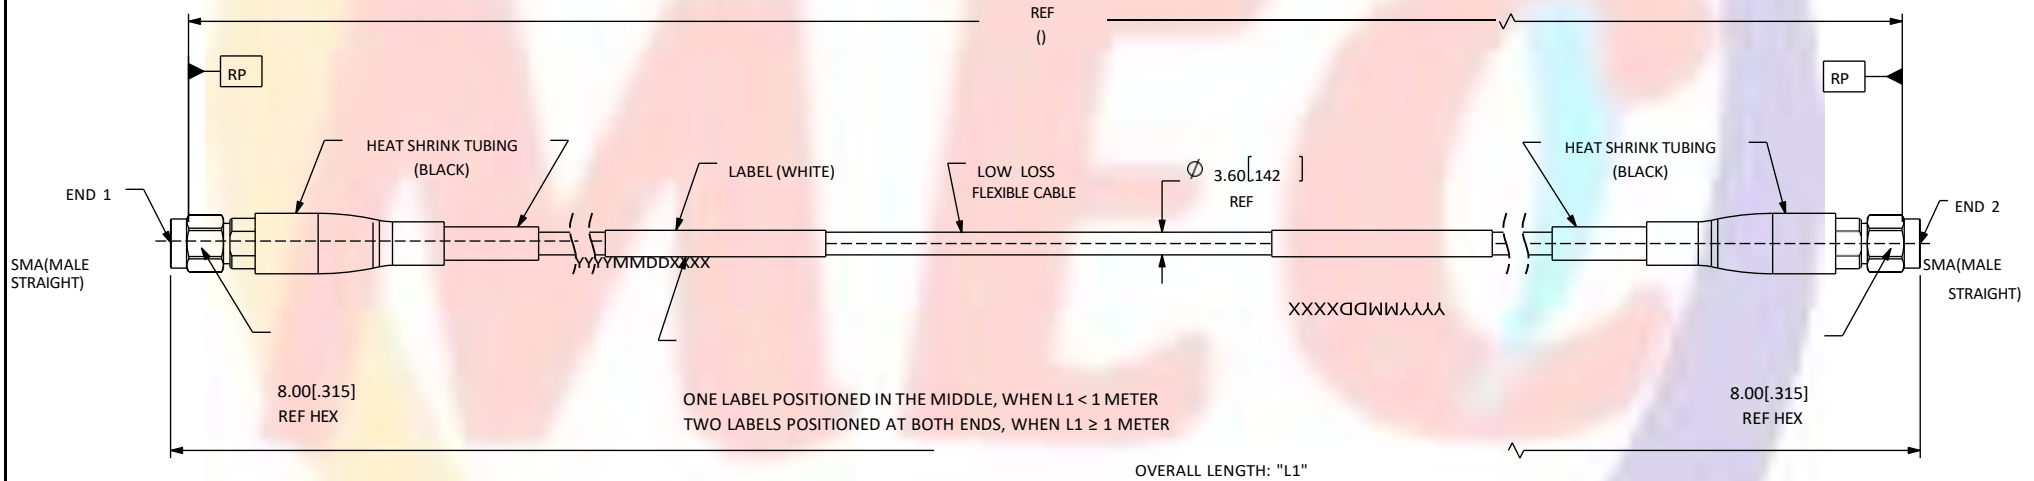 REF
()
RP
RP
HEAT SHRINK TUBING
(BLACK)
LABEL (WHITE)
LOW LOSS
FLEXIBLE CABLE
Ø 3.60[.142 ]
REF
HEAT SHRINK TUBING
(BLACK)
END 1
END 2
SMA(MALE
STRAIGHT)
YYYYMMDDXXXX
SMA(MALE
STRAIGHT)
YYYYMMDDXXXX
8.00[.315]
REF HEX
ONE LABEL POSITIONED IN THE MIDDLE, WHEN L1 < 1 METER
TWO LABELS POSITIONED AT BOTH ENDS, WHEN L1 ≥ 1 METER
8.00[.315]
REF HEX
OVERALL LENGTH: "L1"
MEC